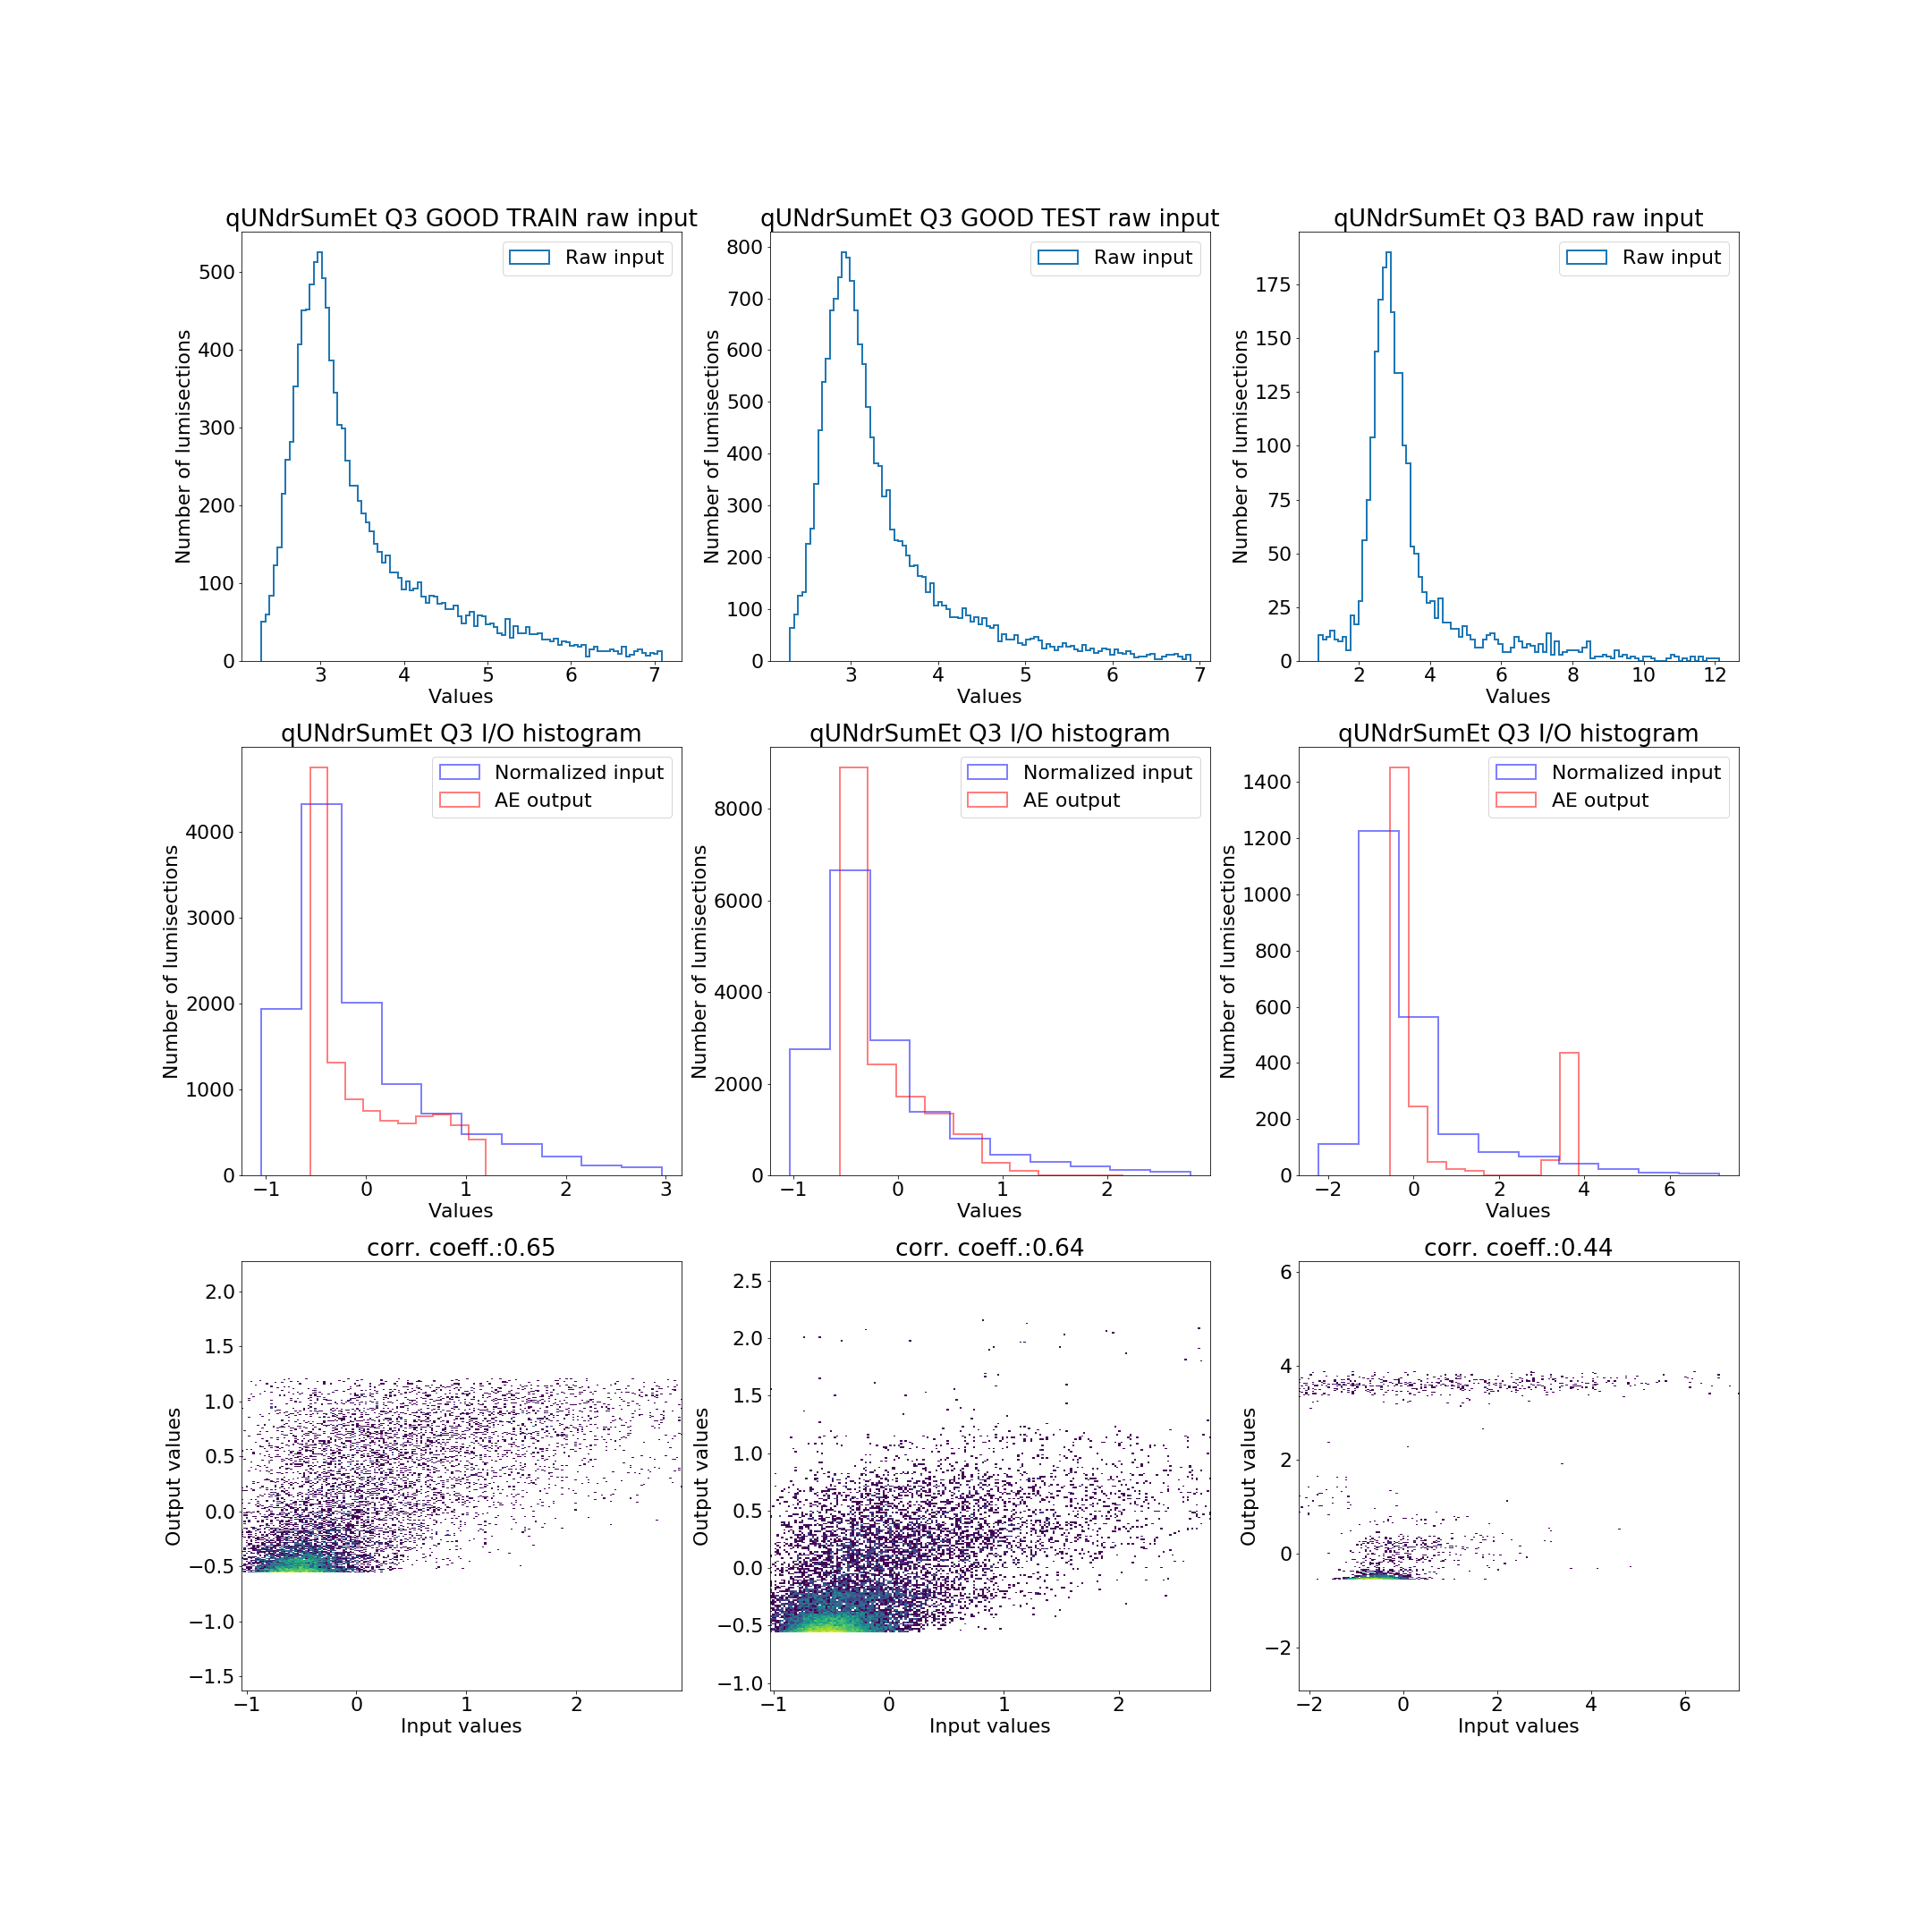 qUNdrSumEt Q3 GOOD TRAIN raw input
Raw input
Number of lumisections
500
400
300
200
100
0
3 4 5 6 7
Values
qUNdrSumEt Q3 GOOD TEST raw input
Raw input
Number of lumisections
800
700
600
500
400
300
200
100
0
3 4 5 6 7
Values
qUNdrSumEt Q3 BAD raw input
Raw input
Number of lumisections
175
150
125
100
75
50
25
0
2 4 6 8 10 12
Values
qUNdrSumEt Q3 I/O histogram
Normalized input
AE output
Number of lumisections
4000
3000
2000
1000
0
−1 0 1 2 3
Values
qUNdrSumEt Q3 I/O histogram
Normalized input
AE output
Number of lumisections
8000
6000
4000
2000
0
−1 0 1 2
Values
qUNdrSumEt Q3 I/O histogram
Normalized input
AE output
Number of lumisections
1400
1200
1000
800
600
400
200
0
−2 0 2 4 6
Values
corr. coeff.:0.65
Output values
2.0
1.5
1.0
0.5
0.0
−0.5
−1.0
−1.5
−1 0 1 2
Input values
corr. coeff.:0.64
Output values
2.5
2.0
1.5
1.0
0.5
0.0
−0.5
−1.0
−1 0 1 2
Input values
corr. coeff.:0.44
Output values
6
4
2
0
−2
−2 0 2 4 6
Input values